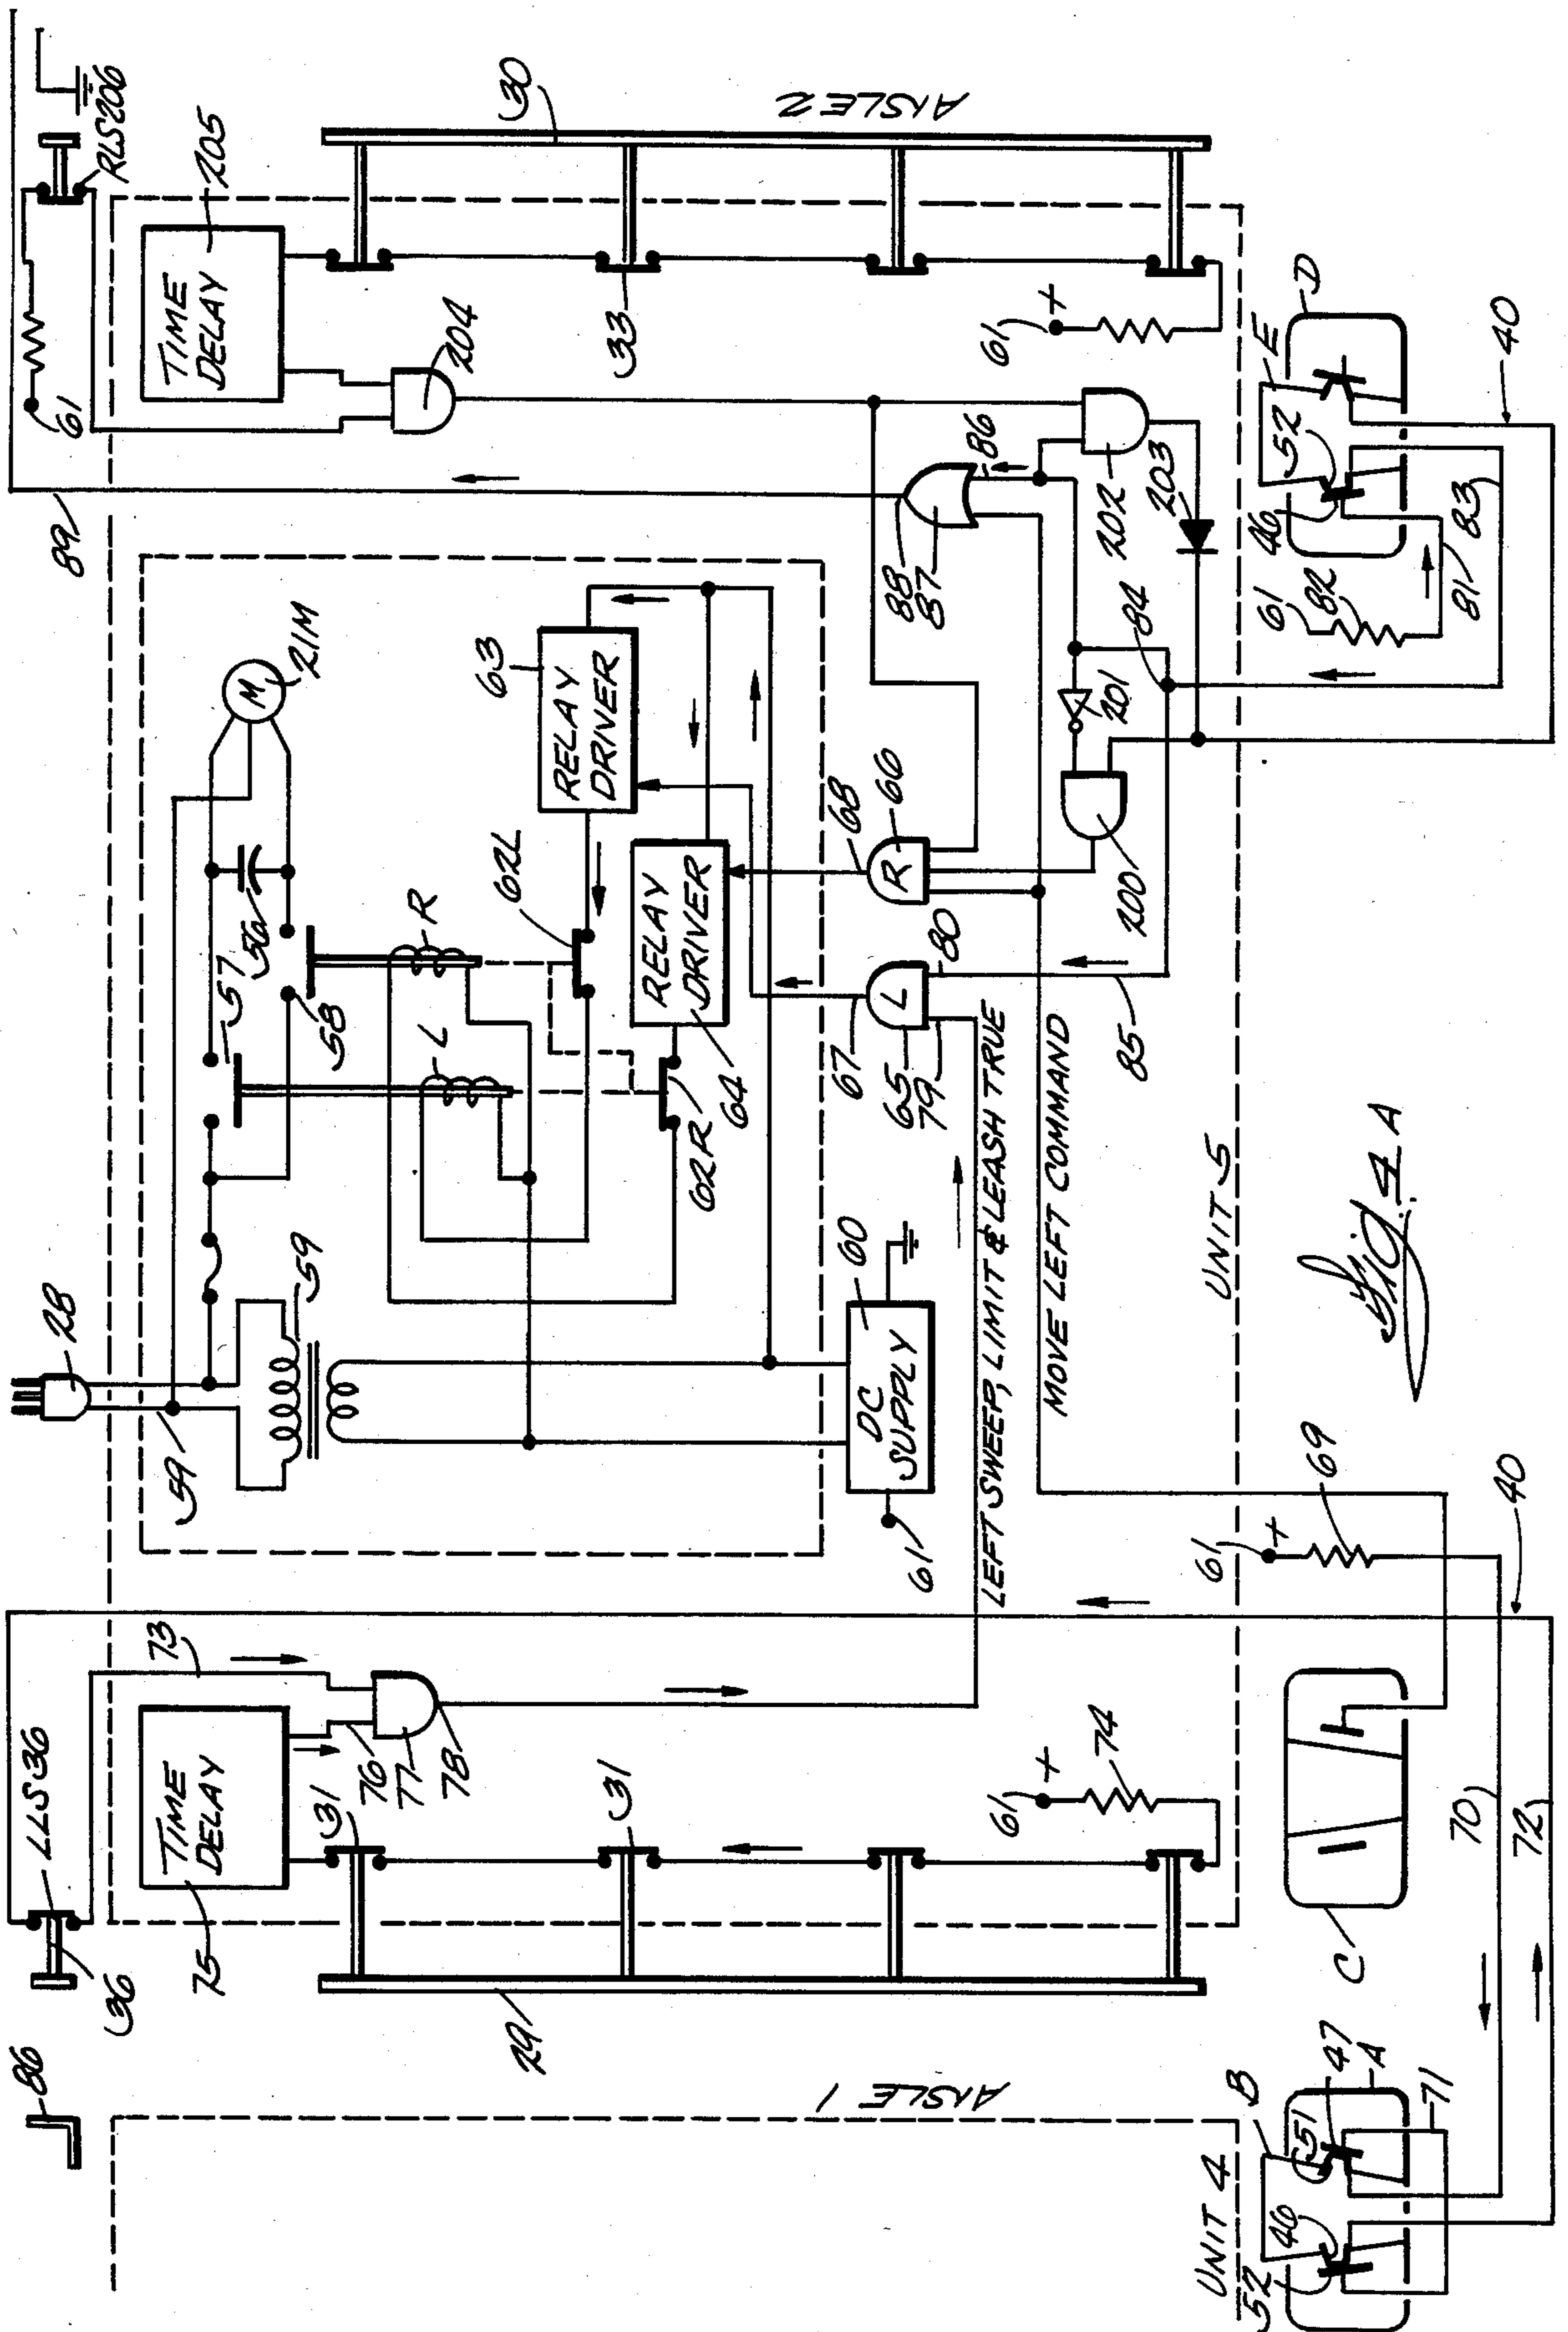 89
61
RLS206
TIME
DELAY
205
204
33
30
AISLE 2
61
+
28
59
59
57
56
58
M
21M
L
R
62L
62R
63
RELAY
DRIVER
RELAY
DRIVER
64
60
DC
SUPPLY
61
67
L
65
79
80
68
R
66
88
87
86
202
203
201
200
84
85
LEFT SWEEP, LIMIT & LEASH TRUE
MOVE LEFT COMMAND
UNIT 5
86
36
LLS36
73
TIME
DELAY
75
76
77
78
31
31
29
61
+
74
AISLE 1
UNIT 4
52
46
B
51
47
A
71
C
70
72
61
+
69
40
61
82
81
83
46
52
E
D
40
Fig. 4A